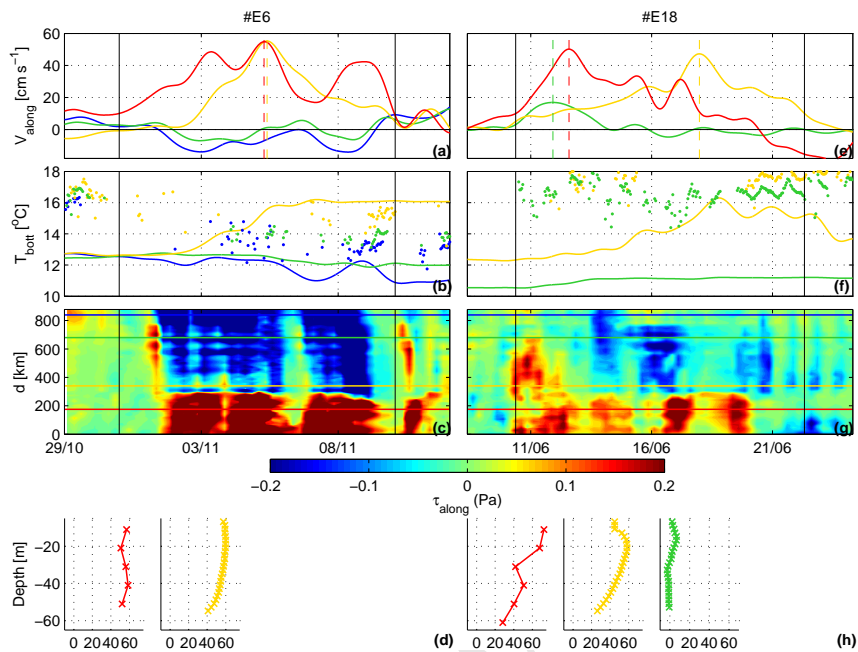 #E6 #E18
60
40
20
0
V_along [cm s⁻¹]
(a) (e)
18
16
14
12
10
T_bott [°C]
(b) (f)
800
600
400
200
0
d [km]
(c) (g)
29/10 03/11 08/11 11/06 16/06 21/06
−0.2 −0.1 0 0.1 0.2
τ_along (Pa)
−20
−40
−60
Depth [m]
(d) (h)
0 20 40 60 0 20 40 60 0 20 40 60 0 20 40 60 0 20 40 60